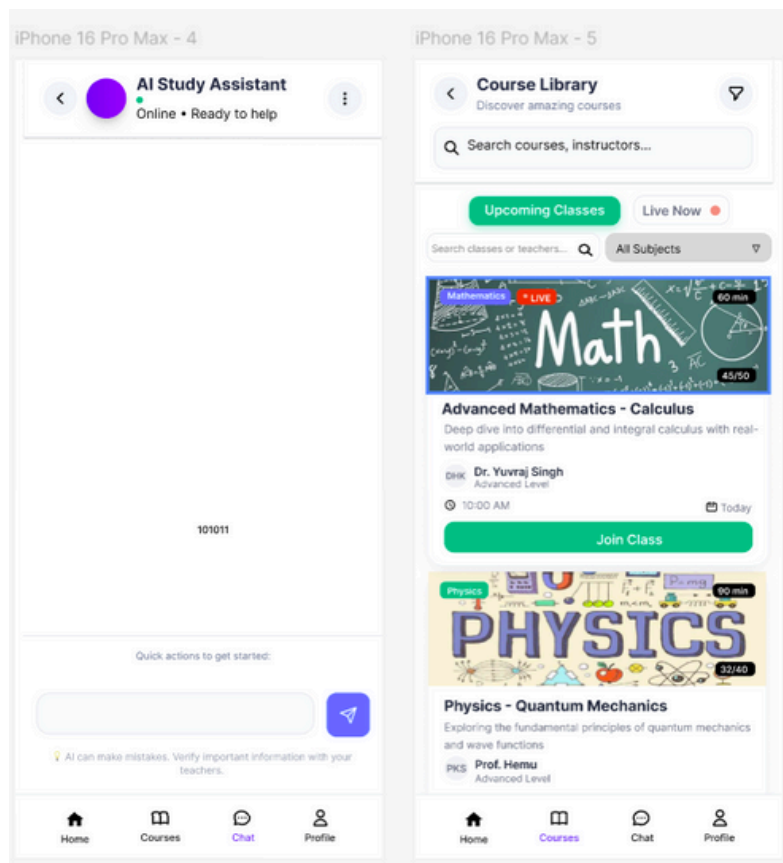 iPhone 16 Pro Max - 4
AI Study Assistant
Online • Ready to help
101011
Quick actions to get started:
💡 AI can make mistakes. Verify important information with your
teachers.
Home
Courses
Chat
Profile
iPhone 16 Pro Max - 5
Course Library
Discover amazing courses
Search courses, instructors...
Upcoming Classes
Live Now
Search classes or teachers...
All Subjects
Mathematics
* LIVE
60 min
Math
45/50
Advanced Mathematics - Calculus
Deep dive into differential and integral calculus with real-
world applications
DHK
Dr. Yuvraj Singh
Advanced Level
10:00 AM
Today
Join Class
Physics
90 min
PHYSICS
32/40
Physics - Quantum Mechanics
Exploring the fundamental principles of quantum mechanics
and wave functions
PKS
Prof. Hemu
Advanced Level
Home
Courses
Chat
Profile